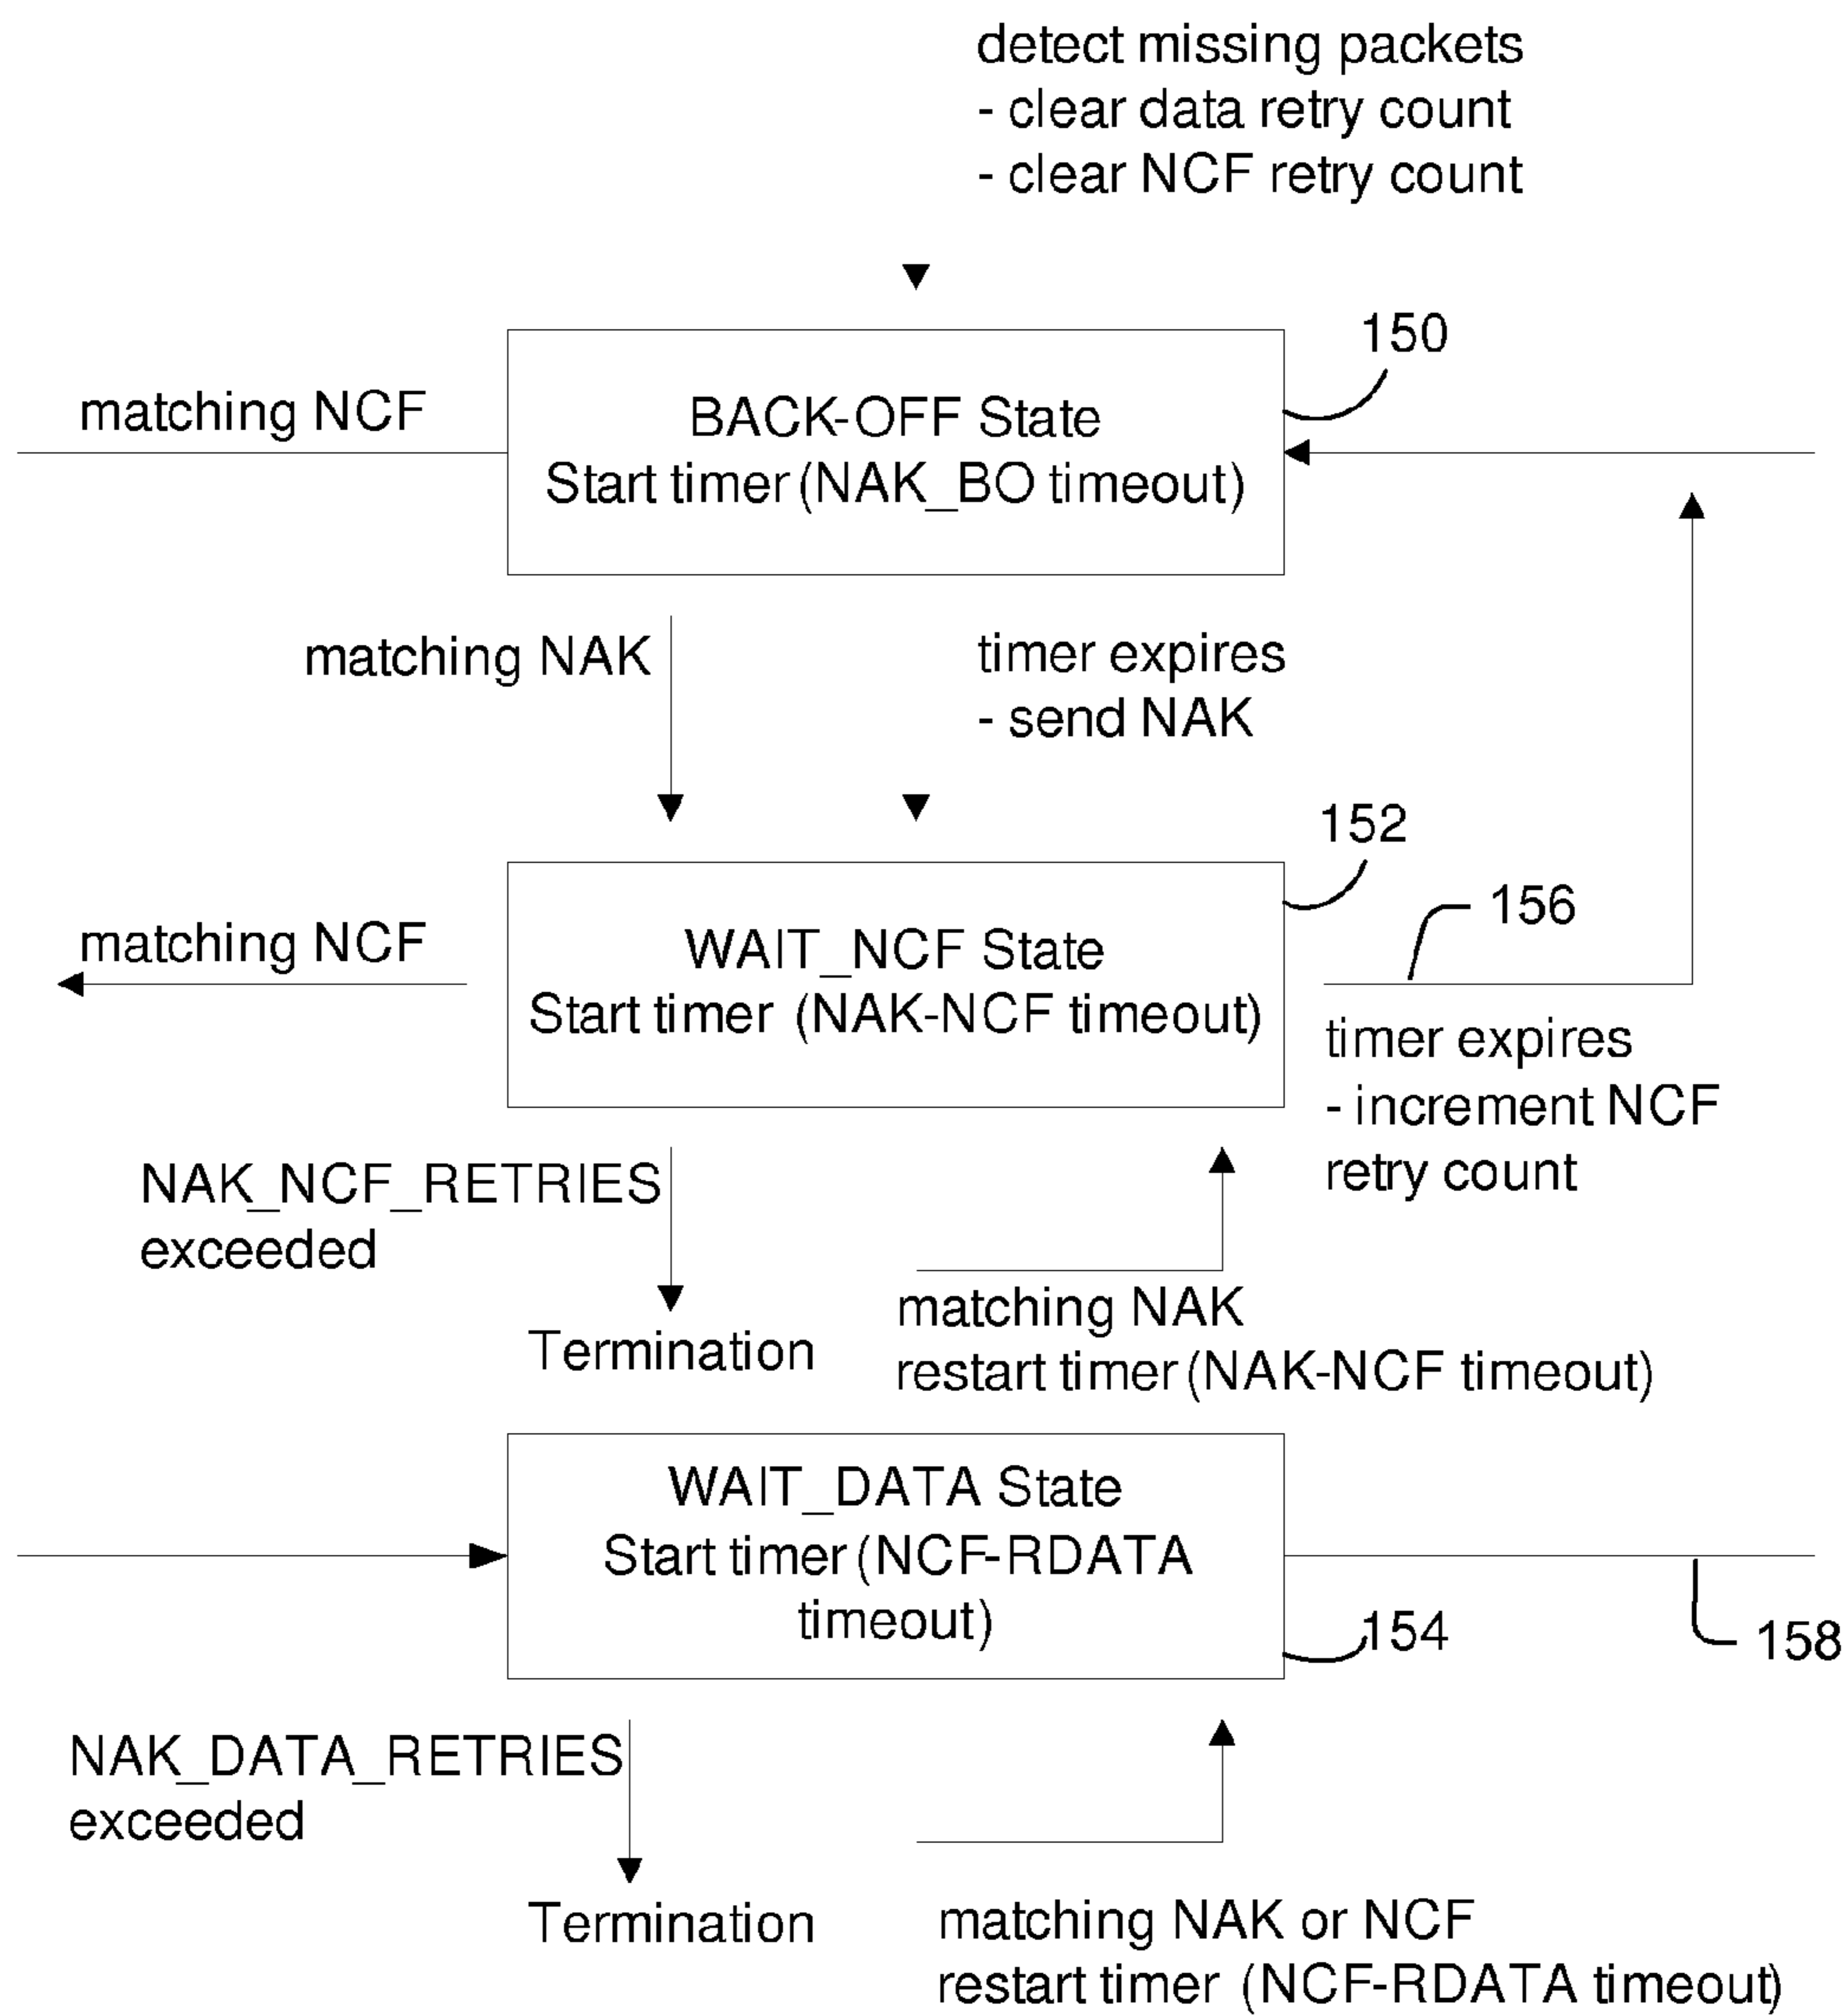 detect missing packets
- clear data retry count
- clear NCF retry count
150
matching NCF
BACK-OFF State
Start timer (NAK_BO timeout)
matching NAK
timer expires
- send NAK
152
156
matching NCF
WAIT_NCF State
Start timer (NAK-NCF timeout)
timer expires
- increment NCF
retry count
NAK_NCF_RETRIES
exceeded
Termination
matching NAK
restart timer (NAK-NCF timeout)
WAIT_DATA State
Start timer (NCF-RDATA
timeout)
154
158
NAK_DATA_RETRIES
exceeded
Termination
matching NAK or NCF
restart timer (NCF-RDATA timeout)